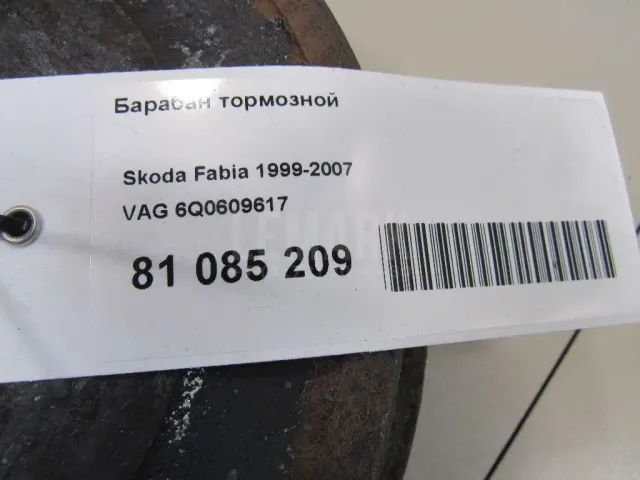 Барабан тормозной
Skoda Fabia 1999-2007
VAG 6Q0609617
81 085 209